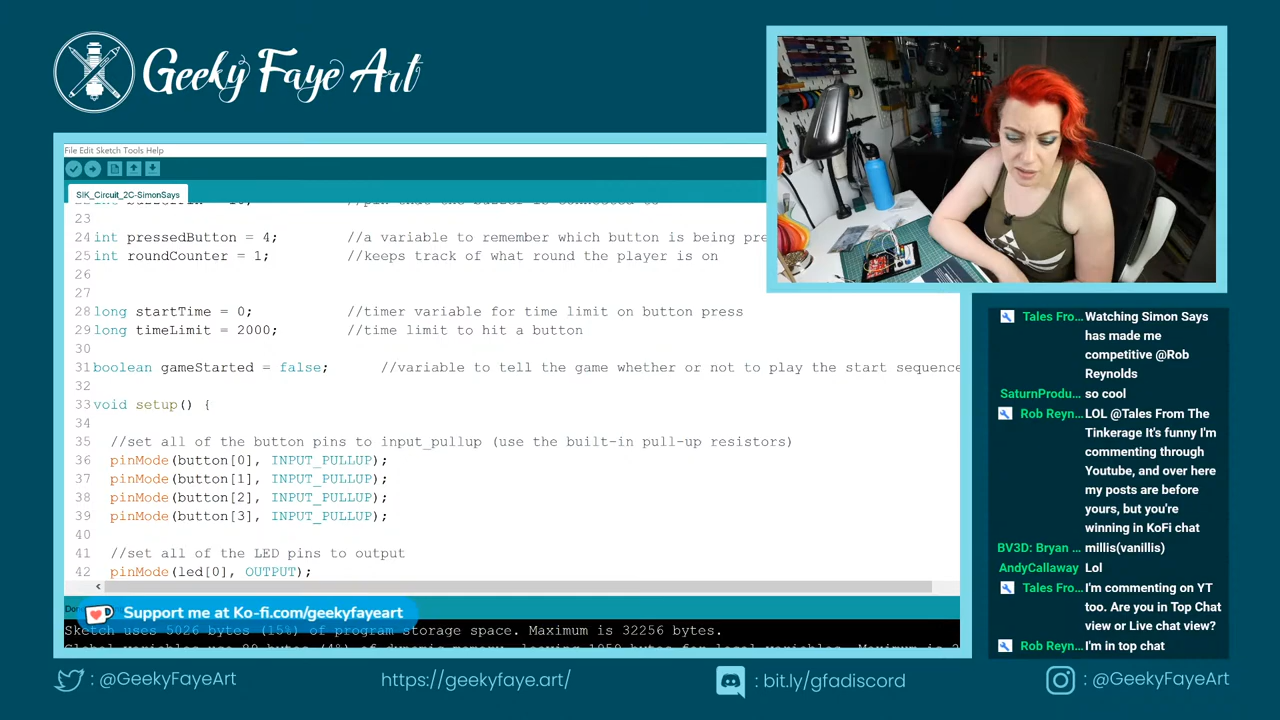 Geeky Faye Art
File Edit Sketch Tools Help
SIK_Circuit_2C-SimonSays
23
24 int pressedButton = 4; //a variable to remember which button is being pre
25 int roundCounter = 1; //keeps track of what round the player is on
26
27
28 long startTime = 0; //timer variable for time limit on button press
29 long timeLimit = 2000; //time limit to hit a button
30
31 boolean gameStarted = false; //variable to tell the game whether or not to play the start sequence
32
33 void setup() {
34
35 //set all of the button pins to input_pullup (use the built-in pull-up resistors)
36 pinMode(button[0], INPUT_PULLUP);
37 pinMode(button[1], INPUT_PULLUP);
38 pinMode(button[2], INPUT_PULLUP);
39 pinMode(button[3], INPUT_PULLUP);
40
41 //set all of the LED pins to output
42 pinMode(led[0], OUTPUT);
Support me at Ko-fi.com/geekyfayeart
Sketch uses 5026 bytes (15%) of program storage space. Maximum is 32256 bytes.
Tales Fro... Watching Simon Says
has made me
competitive @Rob
Reynolds
SaturnProdu... so cool
Rob Reyn... LOL @Tales From The
Tinkerage It's funny I'm
commenting through
Youtube, and over here
my posts are before
yours, but you're
winning in KoFi chat
BV3D: Bryan ... millis(vanillis)
AndyCallaway Lol
Tales Fro... I'm commenting on YT
too. Are you in Top Chat
view or Live chat view?
Rob Reyn... I'm in top chat
: @GeekyFayeArt
https://geekyfaye.art/
: bit.ly/gfadiscord
: @GeekyFayeArt